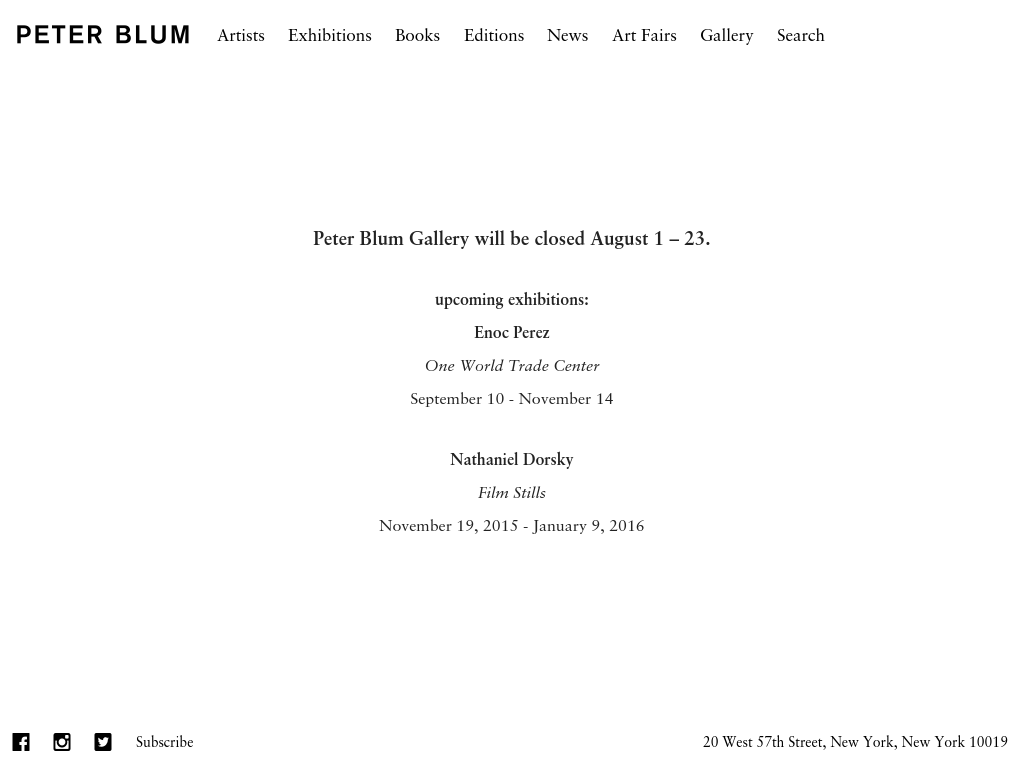 PETER BLUM Artists Exhibitions Books Editions News Art Fairs Gallery Search
Peter Blum Gallery will be closed August 1 – 23.
upcoming exhibitions:
Enoc Perez
One World Trade Center
September 10 - November 14
Nathaniel Dorsky
Film Stills
November 19, 2015 - January 9, 2016
Subscribe 20 West 57th Street, New York, New York 10019